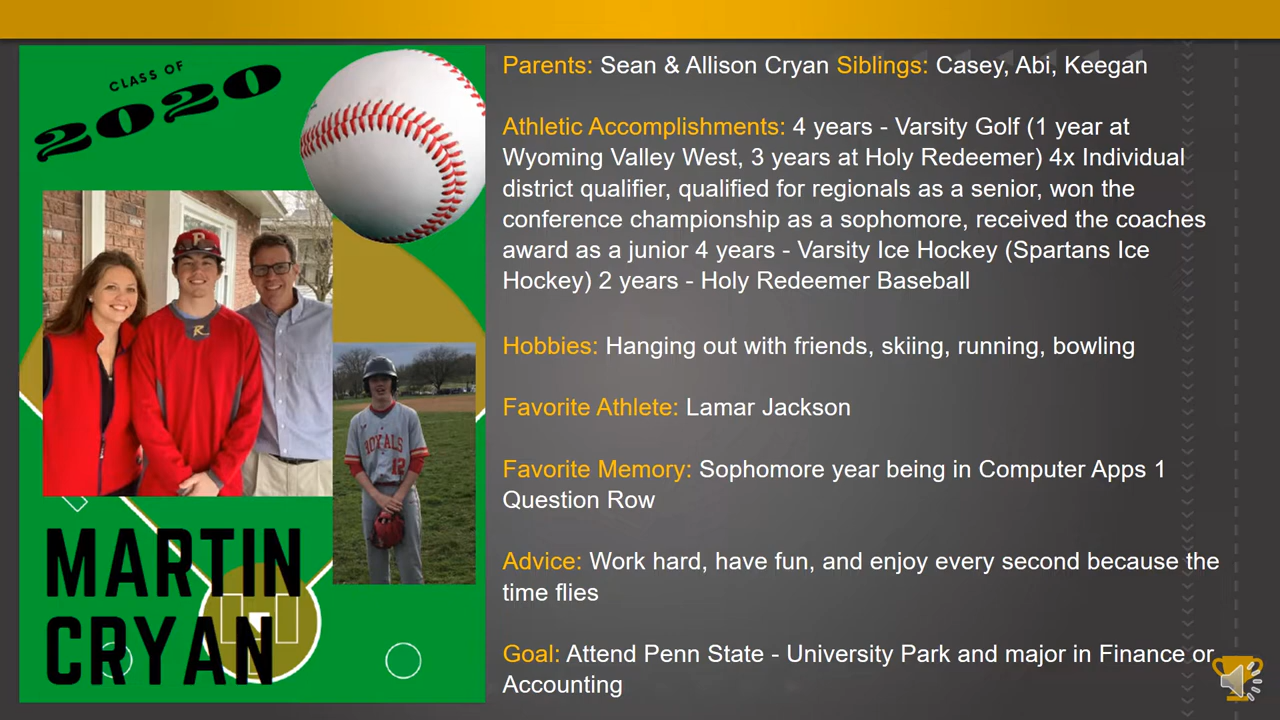 CLASS OF
2020
R
ROYALS
12
MARTIN
CRYAN
Parents: Sean & Allison Cryan Siblings: Casey, Abi, Keegan
Athletic Accomplishments: 4 years - Varsity Golf (1 year at
Wyoming Valley West, 3 years at Holy Redeemer) 4x Individual
district qualifier, qualified for regionals as a senior, won the
conference championship as a sophomore, received the coaches
award as a junior 4 years - Varsity Ice Hockey (Spartans Ice
Hockey) 2 years - Holy Redeemer Baseball
Hobbies: Hanging out with friends, skiing, running, bowling
Favorite Athlete: Lamar Jackson
Favorite Memory: Sophomore year being in Computer Apps 1
Question Row
Advice: Work hard, have fun, and enjoy every second because the
time flies
Goal: Attend Penn State - University Park and major in Finance or
Accounting